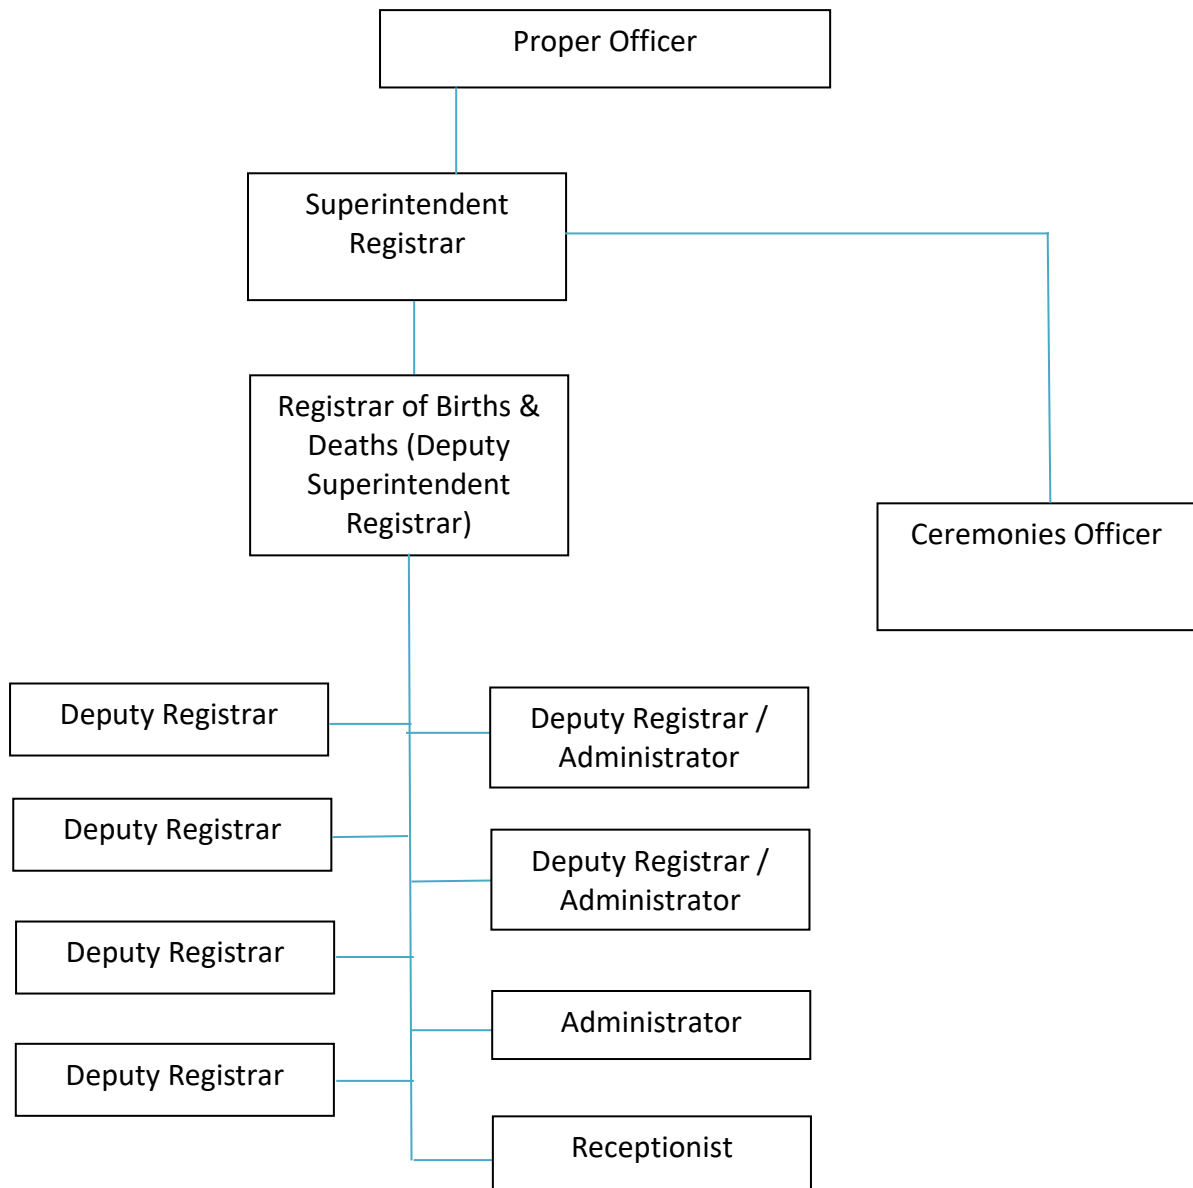 Proper Officer
Superintendent
Registrar
Registrar of Births &
Deaths (Deputy
Superintendent
Registrar)
Ceremonies Officer
Deputy Registrar
Deputy Registrar /
Administrator
Deputy Registrar
Deputy Registrar /
Administrator
Deputy Registrar
Administrator
Deputy Registrar
Receptionist